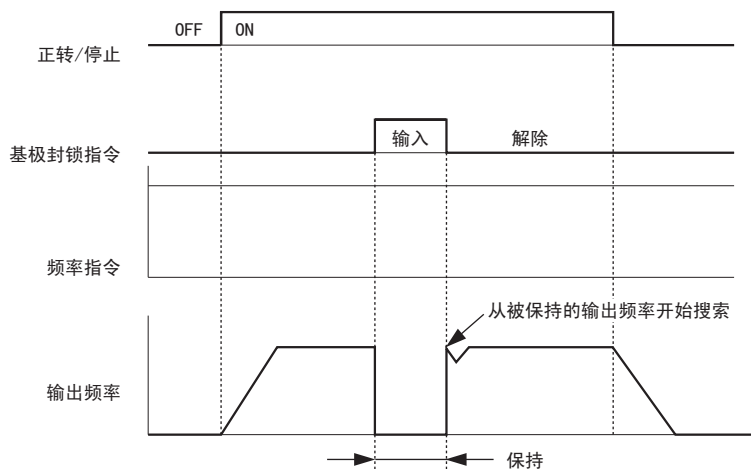 OFF ON
正转/停止
基极封锁指令
输入
解除
频率指令
从被保持的输出频率开始搜索
输出频率
保持